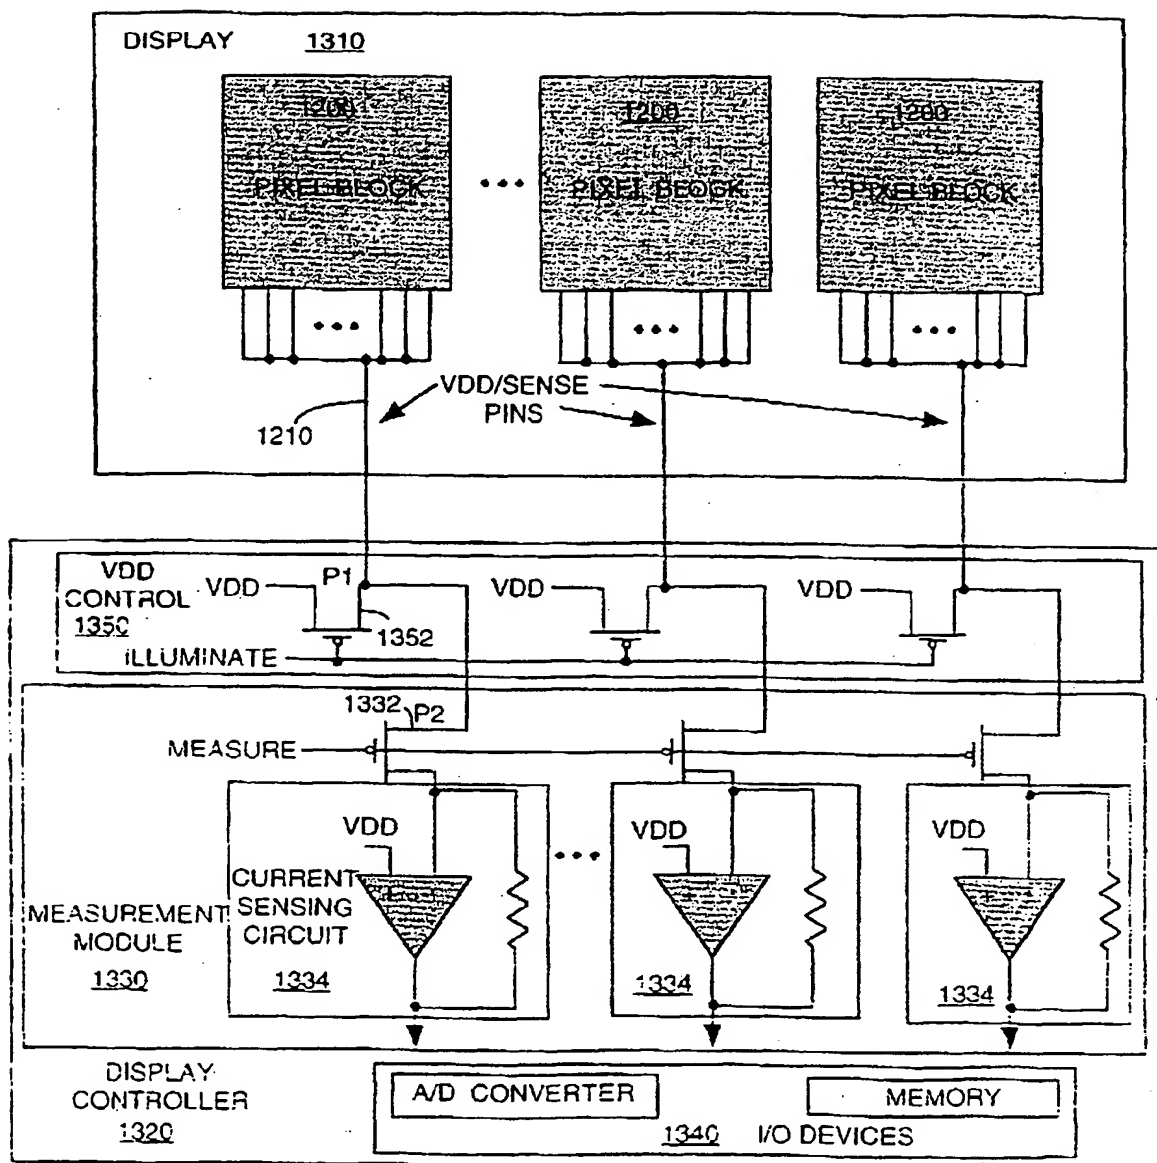 DISPLAY 1310
1200 1200 1200
PIXEL BLOCK PIXEL BLOCK PIXEL BLOCK
VDD/SENSE
PINS
1210
VDD
CONTROL
1350
VDD P1 VDD VDD
1352
ILLUMINATE
1332 P2
MEASURE
VDD VDD VDD
CURRENT
SENSING
CIRCUIT
1334 1334 1334
MEASUREMENT
MODULE
1330
DISPLAY
CONTROLLER
1320
A/D CONVERTER MEMORY
1340 I/O DEVICES